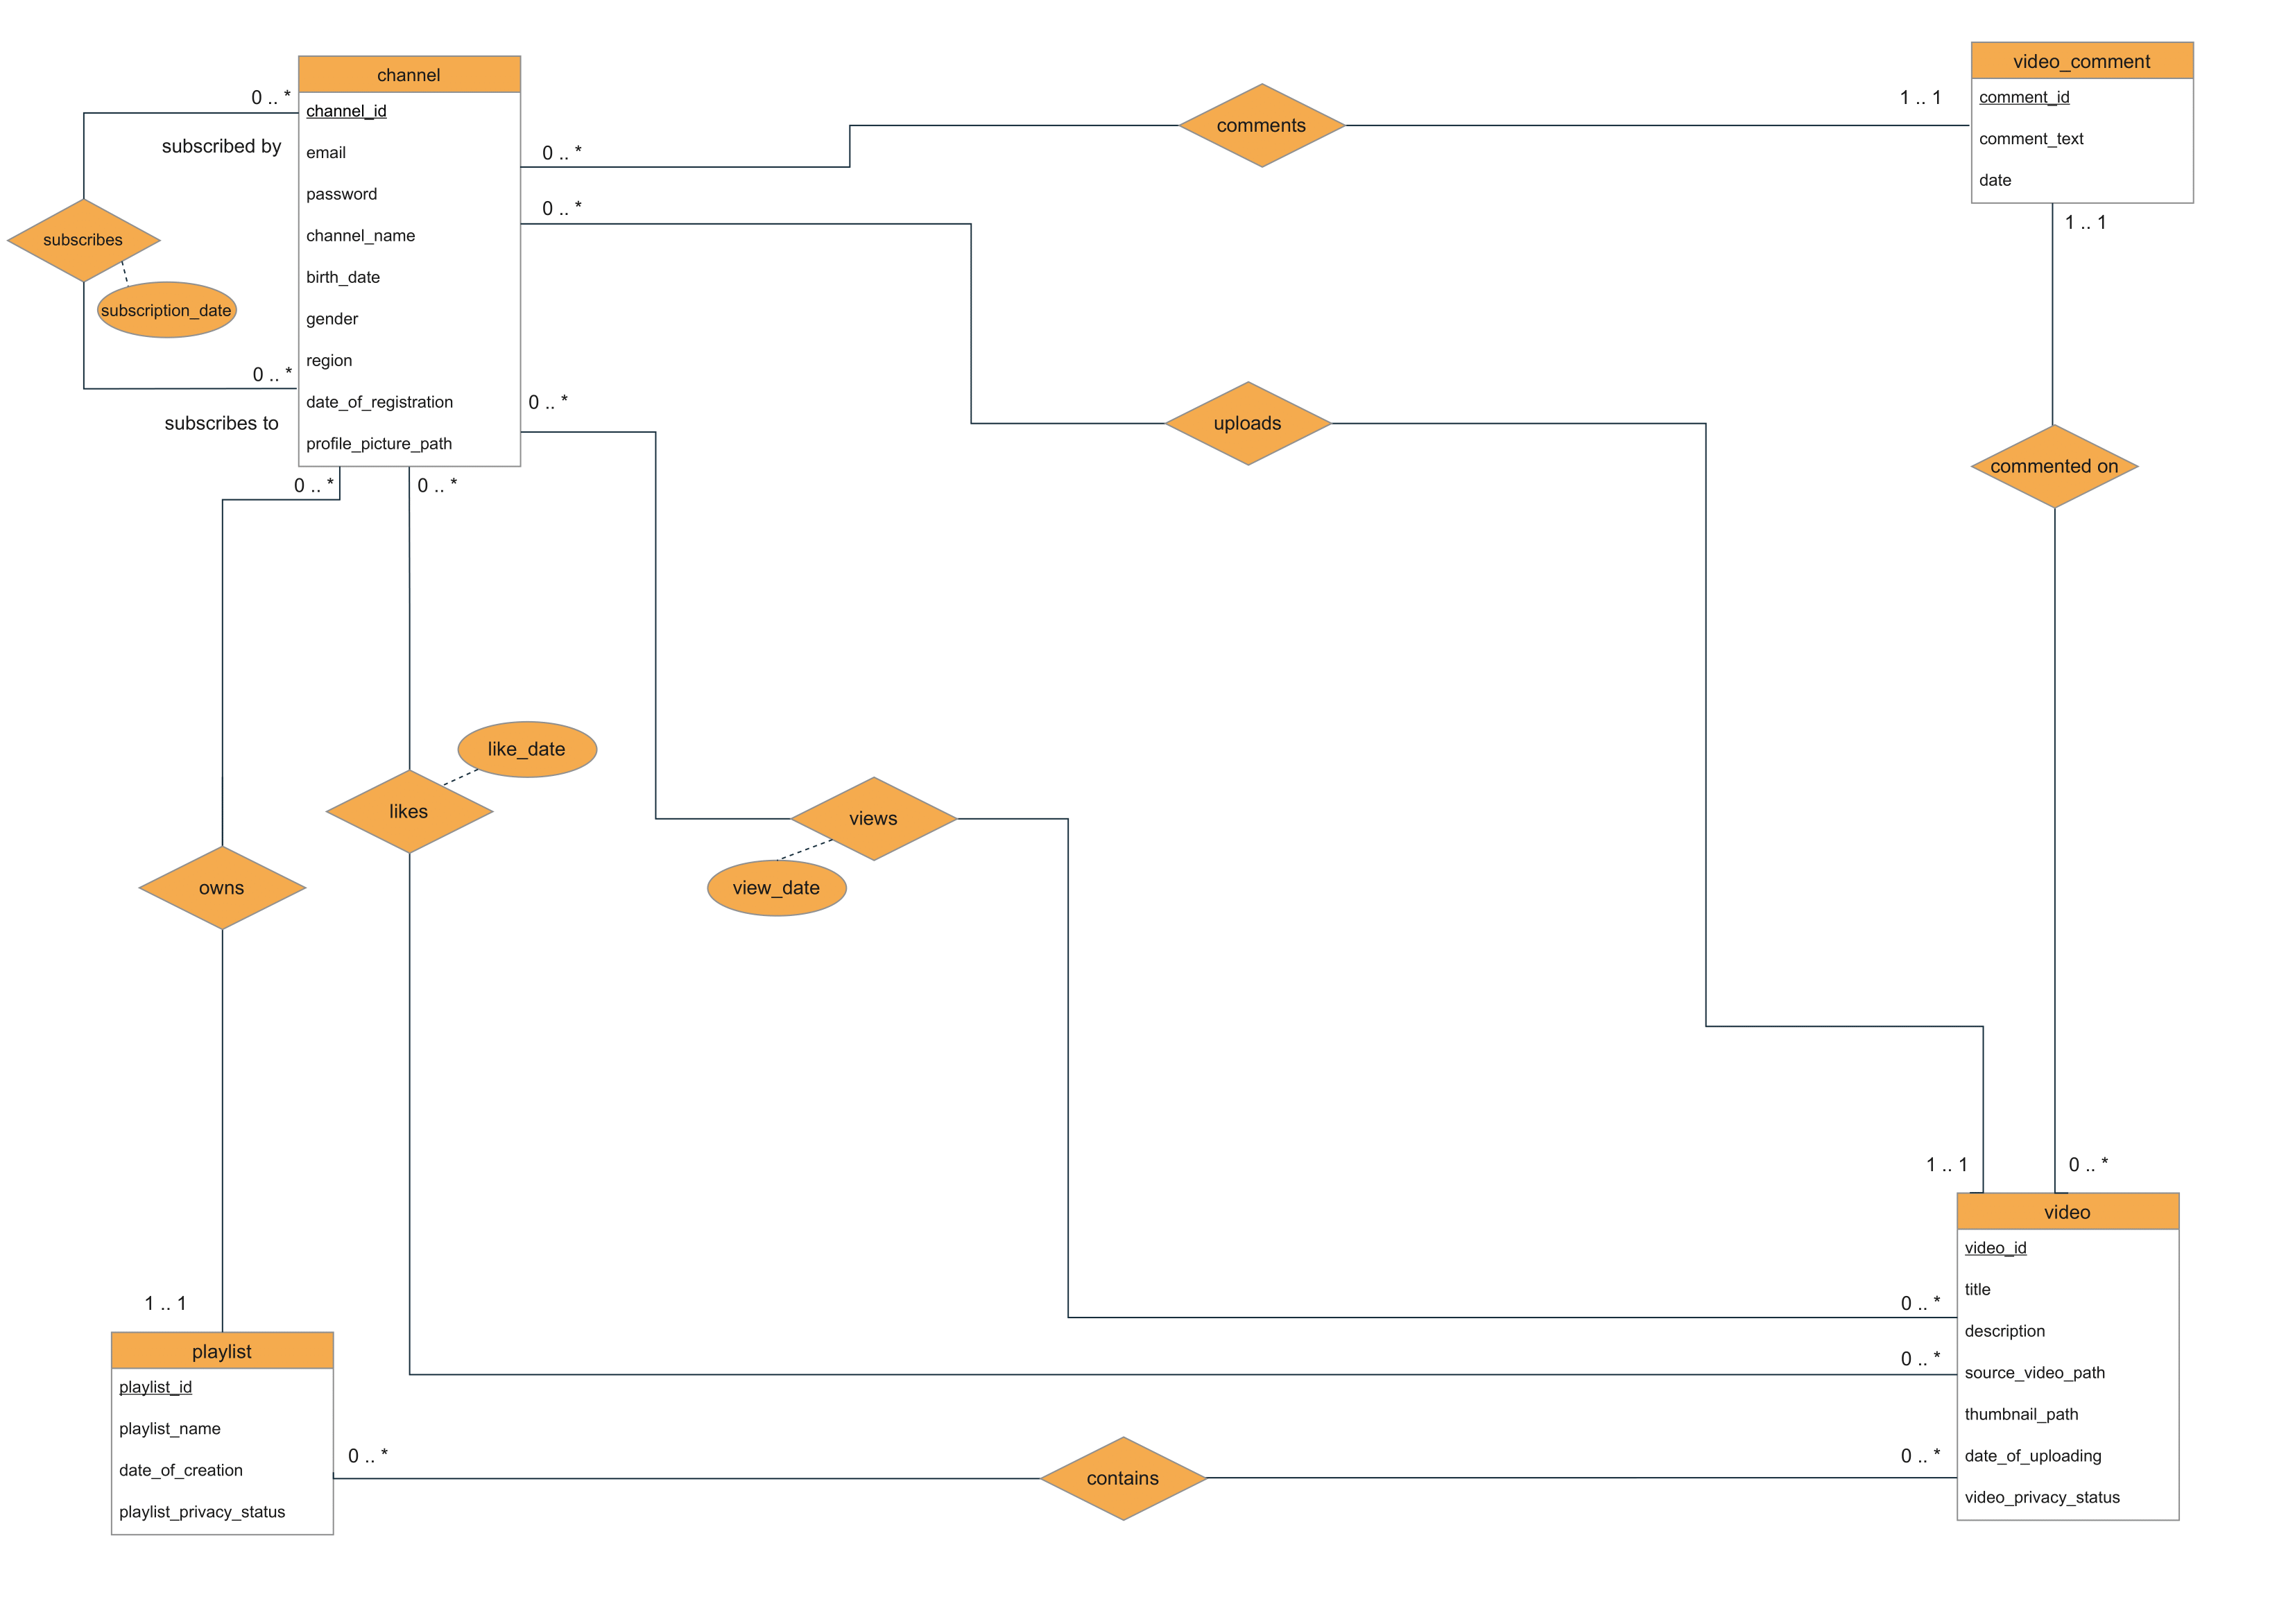 channel
channel_id
email
password
channel_name
birth_date
gender
region
date_of_registration
profile_picture_path
0 .. *
subscribed by
subscribes
subscription_date
0 .. *
subscribes to
0 .. *
comments
1 .. 1
video_comment
comment_id
comment_text
date
1 .. 1
commented on
0 .. *
0 .. *
uploads
1 .. 1
0 .. *
views
view_date
0 .. *
0 .. *
likes
like_date
0 .. *
0 .. *
owns
1 .. 1
playlist
playlist_id
playlist_name
date_of_creation
playlist_privacy_status
0 .. *
contains
0 .. *
video
video_id
title
description
source_video_path
thumbnail_path
date_of_uploading
video_privacy_status